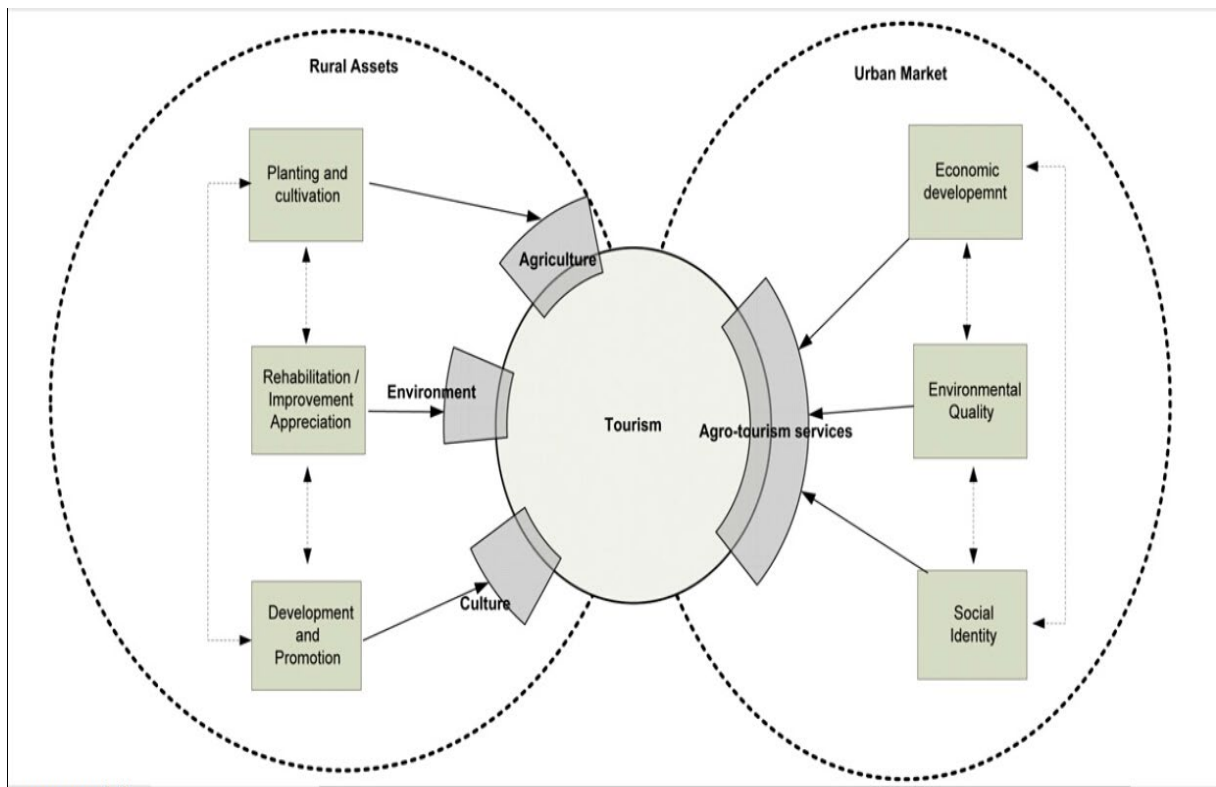 Rural Assets
Urban Market
Planting and
cultivation
Agriculture
Rehabilitation /
Improvement
Appreciation
Environment
Development
and
Promotion
Culture
Tourism
Agro-tourism services
Economic
developemnt
Environmental
Quality
Social
Identity